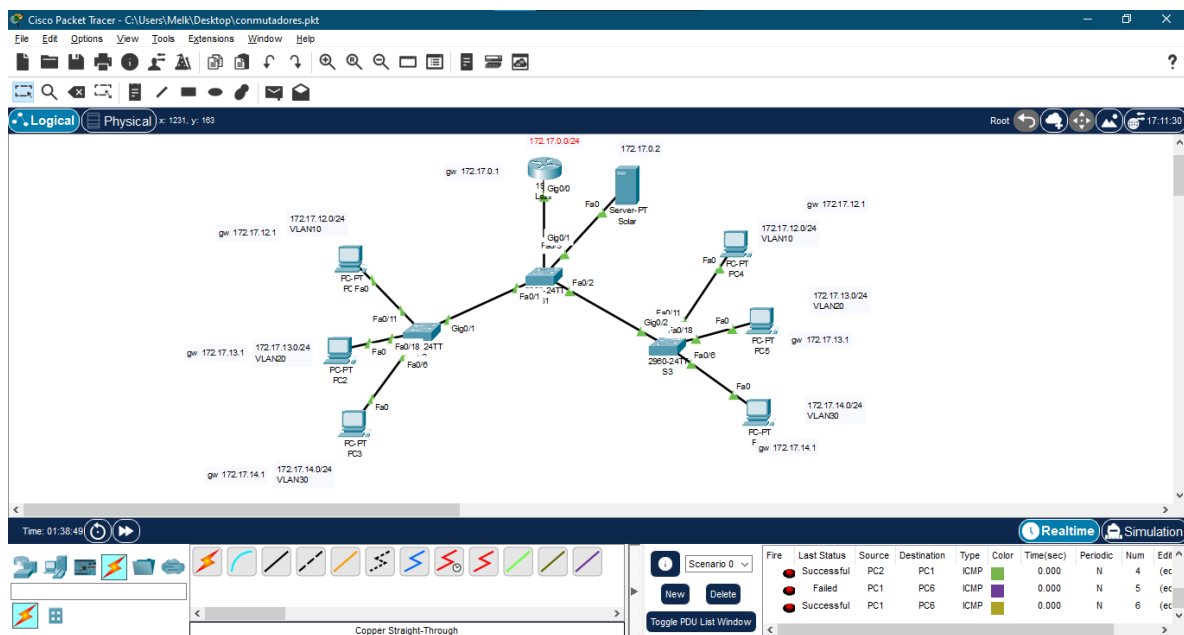 Cisco Packet Tracer - C:\Users\Melk\Desktop\conmutadores.pkt
File Edit Options View Tools Extensions Window Help
?
Logical Physical x: 1231, y: 163 Root 17:11:30
172.17.0.0/24
172.17.0.2
gw 172.17.0.1
Gig0/0
Fa0
Server-PT
Solar
Gig0/1
Fa0/1
Fa0/2
172.17.12.0/24
VLAN10
gw 172.17.12.1
PC-PT
Fa0
Fa0/11
Gig0/1
172.17.13.0/24
VLAN20
gw 172.17.13.1
Fa0
Fa0/18 24TT
Fa0/6
PC-PT
PC2
Fa0
PC-PT
PC3
172.17.14.0/24
VLAN30
gw 172.17.14.1
gw 172.17.12.1
172.17.12.0/24
VLAN10
PC-PT
PC4
Fa0
172.17.13.0/24
VLAN20
Gig0/2
Fa0
PC-PT
PC5
gw 172.17.13.1
Fa0/6
S3
Fa0
172.17.14.0/24
VLAN30
PC-PT
gw 172.17.14.1
Time: 01:38:49 Realtime Simulation
Scenario 0
New Delete
Toggle PDU List Window
Copper Straight-Through
Fire Last Status Source Destination Type Color Time(sec) Periodic Num Edit
Successful PC2 PC1 ICMP 0.000 N 4 (ec
Failed PC1 PC6 ICMP 0.000 N 5 (ec
Successful PC1 PC6 ICMP 0.000 N 6 (ec